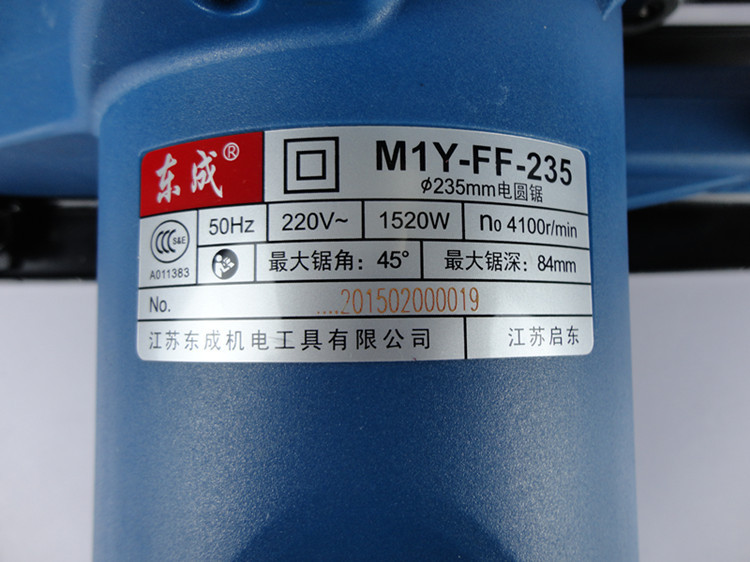 东成®
M1Y-FF-235
φ235mm电圆锯
CCC S&E
A011383
50Hz 220V~ 1520W n₀ 4100r/min
最大锯角: 45° 最大锯深: 84mm
No. ....201502000019
江苏东成机电工具有限公司 江苏启东